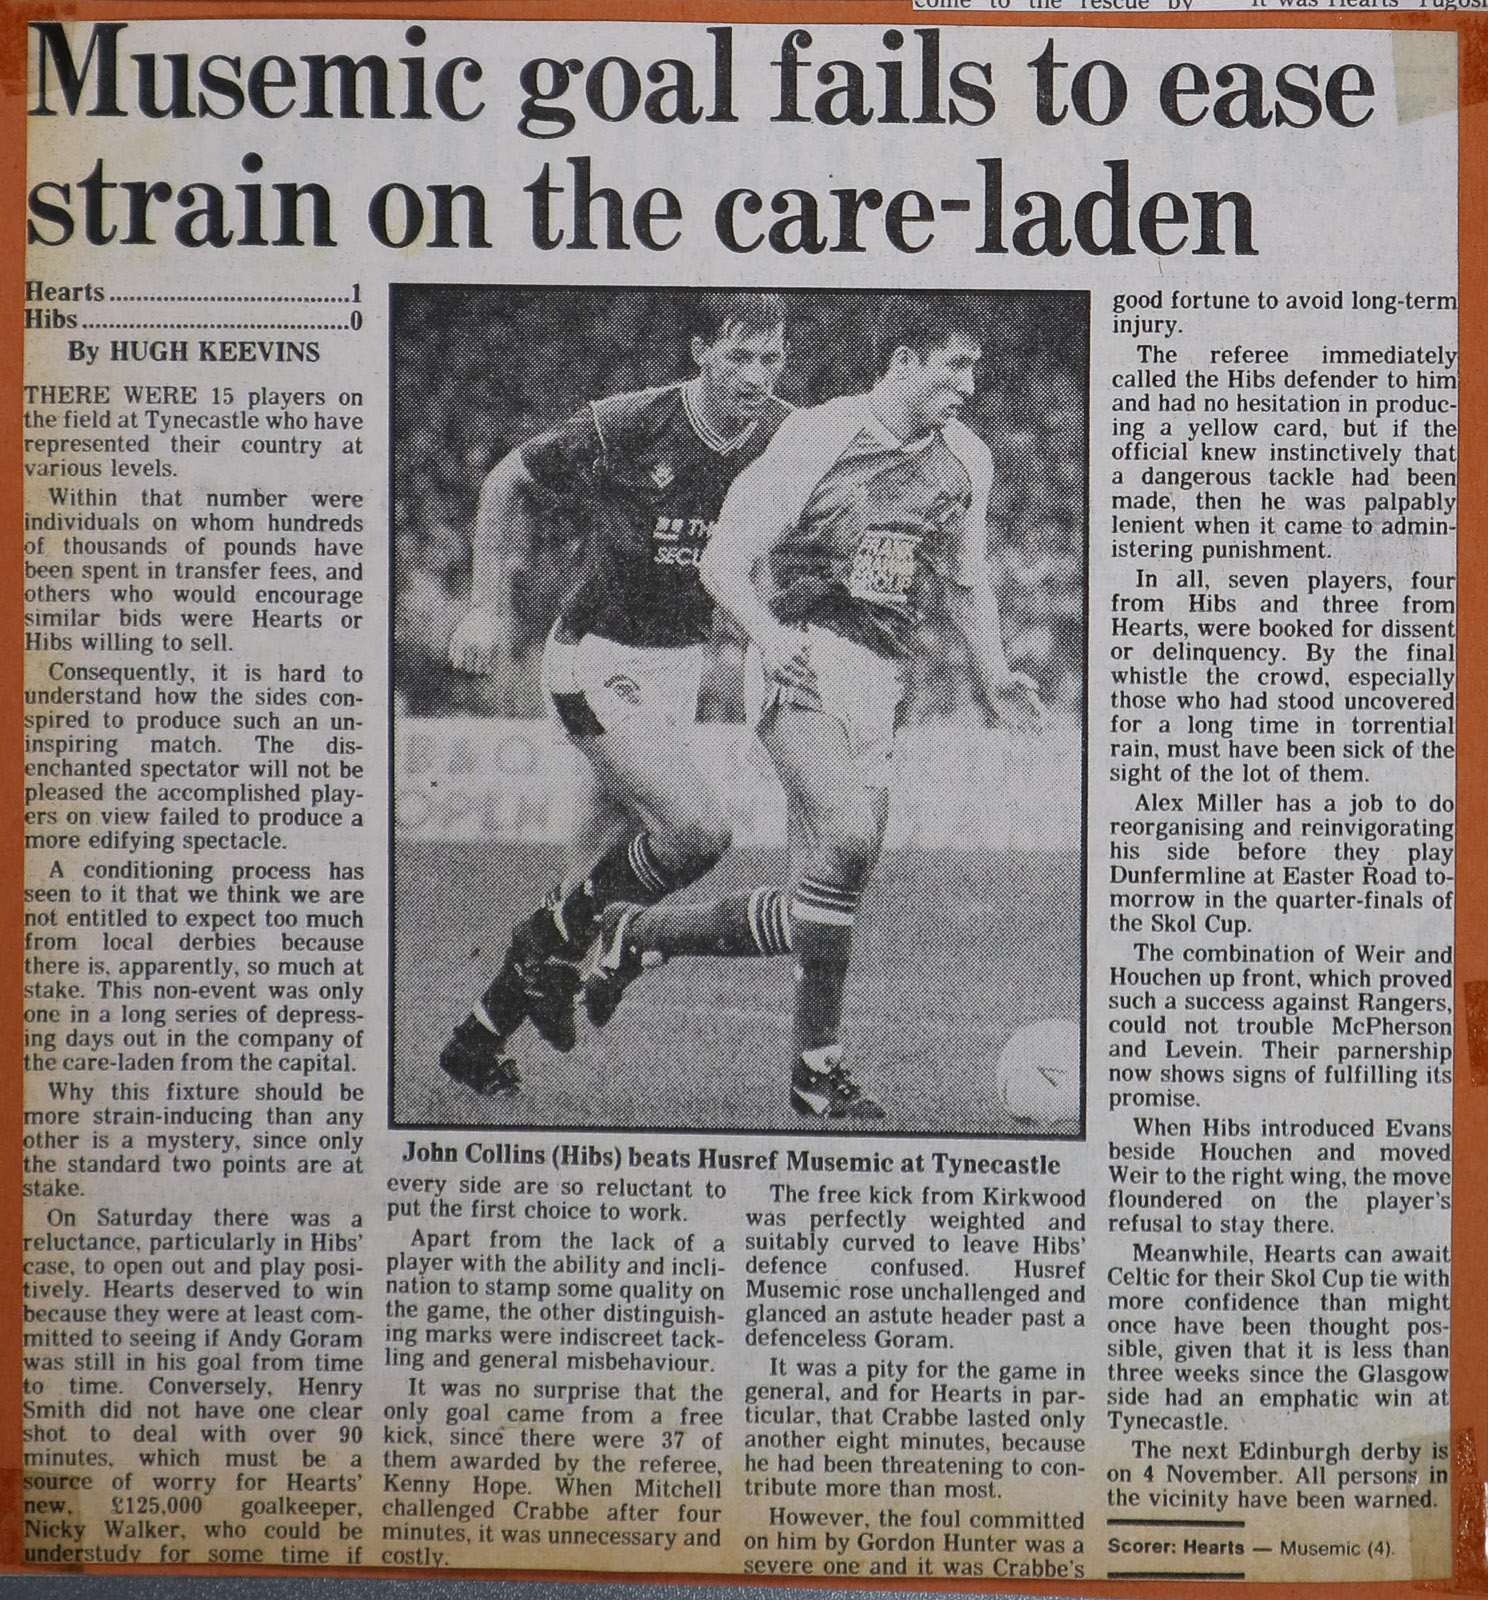 come to the rescue by
It was Hearts'
Musemic goal fails to ease
strain on the care-laden
Hearts....................................1
Hibs........................................0
By HUGH KEEVINS
THERE WERE 15 players on
the field at Tynecastle who have
represented their country at
various levels.
Within that number were
individuals on whom hundreds
of thousands of pounds have
been spent in transfer fees, and
others who would encourage
similar bids were Hearts or
Hibs willing to sell.
Consequently, it is hard to
understand how the sides con-
spired to produce such an un-
inspiring match. The dis-
enchanted spectator will not be
pleased the accomplished play-
ers on view failed to produce a
more edifying spectacle.
A conditioning process has
seen to it that we think we are
not entitled to expect too much
from local derbies because
there is, apparently, so much at
stake. This non-event was only
one in a long series of depress-
ing days out in the company of
the care-laden from the capital.
Why this fixture should be
more strain-inducing than any
other is a mystery, since only
the standard two points are at
stake.
On Saturday there was a
reluctance, particularly in Hibs'
case, to open out and play posi-
tively. Hearts deserved to win
because they were at least com-
mitted to seeing if Andy Goram
was still in his goal from time
to time. Conversely, Henry
Smith did not have one clear
shot to deal with over 90
minutes, which must be a
source of worry for Hearts'
new, £125,000 goalkeeper,
Nicky Walker, who could be
understudy for some time if
TH
SECU
OPEN
John Collins (Hibs) beats Husref Musemic at Tynecastle
every side are so reluctant to
put the first choice to work.
Apart from the lack of a
player with the ability and incli-
nation to stamp some quality on
the game, the other distinguish-
ing marks were indiscreet tack-
ling and general misbehaviour.
It was no surprise that the
only goal came from a free
kick, since there were 37 of
them awarded by the referee,
Kenny Hope. When Mitchell
challenged Crabbe after four
minutes, it was unnecessary and
costly.
The free kick from Kirkwood
was perfectly weighted and
suitably curved to leave Hibs'
defence confused. Husref
Musemic rose unchallenged and
glanced an astute header past a
defenceless Goram.
It was a pity for the game in
general, and for Hearts in par-
ticular, that Crabbe lasted only
another eight minutes, because
he had been threatening to con-
tribute more than most.
However, the foul committed
on him by Gordon Hunter was a
severe one and it was Crabbe's
good fortune to avoid long-term
injury.
The referee immediately
called the Hibs defender to him
and had no hesitation in produc-
ing a yellow card, but if the
official knew instinctively that
a dangerous tackle had been
made, then he was palpably
lenient when it came to admin-
istering punishment.
In all, seven players, four
from Hibs and three from
Hearts, were booked for dissent
or delinquency. By the final
whistle the crowd, especially
those who had stood uncovered
for a long time in torrential
rain, must have been sick of the
sight of the lot of them.
Alex Miller has a job to do
reorganising and reinvigorating
his side before they play
Dunfermline at Easter Road to-
morrow in the quarter-finals of
the Skol Cup.
The combination of Weir and
Houchen up front, which proved
such a success against Rangers,
could not trouble McPherson
and Levein. Their parnership
now shows signs of fulfilling its
promise.
When Hibs introduced Evans
beside Houchen and moved
Weir to the right wing, the move
floundered on the player's
refusal to stay there.
Meanwhile, Hearts can await
Celtic for their Skol Cup tie with
more confidence than might
once have been thought pos-
sible, given that it is less than
three weeks since the Glasgow
side had an emphatic win at
Tynecastle.
The next Edinburgh derby is
on 4 November. All persons in
the vicinity have been warned.
Scorer: Hearts — Musemic (4).